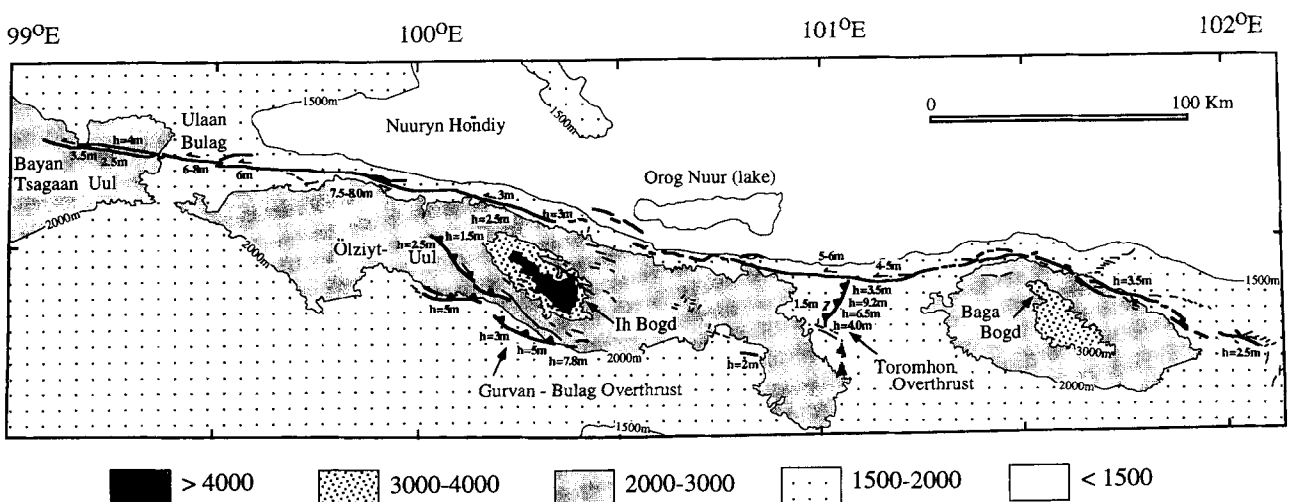 99°E 100°E 101°E 102°E
1500m
1500m
0 100 Km
Ulaan
Bulag
Nuuryn Hondiy
h=4m
3.5m
2.5m
Bayan
Tsagaan Uul
6-8m
6m
7.5-8.0m
3m
h=2.5m
h=3m
Orog Nuur (lake)
2000m
2000m
Ölziyt-
Uul
h=2.5m
h=1.5m
h=5m
h=3m
h=5m
h=7.8m
Ih Bogd
2000m
Gurvan - Bulag Overthrust
1500m
5-6m
4-5m
1.5m
h=3.5m
h=9.2m
h=6.5m
h=4.0m
h=2m
Toromhon
Overthrust
Baga
Bogd
3000m
2000m
h=3.5m
1500m
h=2.5m
> 4000 3000-4000 2000-3000 1500-2000 < 1500